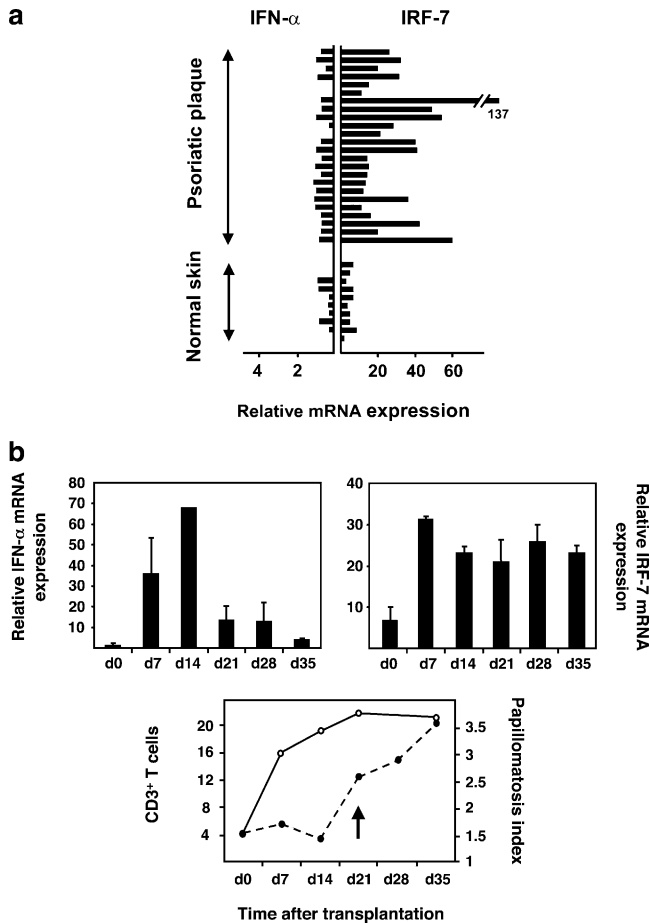 a
IFN-α IRF-7
Psoriatic plaque
137
Normal skin
4 2 20 40 60
Relative mRNA expression
b
Relative IFN-α mRNA
expression
80
70
60
50
40
30
20
10
d0 d7 d14 d21 d28 d35
40
30
20
10
d0 d7 d14 d21 d28 d35
Relative IRF-7 mRNA
expression
CD3+ T cells
20
16
12
8
4
3.5
3
2.5
2
1.5
1
Papillomatosis index
d0 d7 d14 d21 d28 d35
Time after transplantation